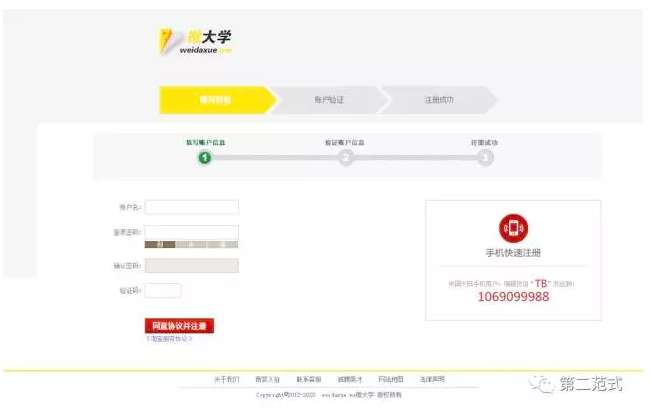 微大学
weidaxue.me
填写信息
账户验证
注册成功
填写账户信息
验证账户信息
注册成功
1
2
3
账户名:
登录密码:
弱 中 强
确认密码:
验证码:
同意协议并注册
《淘宝服务协议》
手机快速注册
中国大陆手机用户，编辑短信“TB”发送到：
1069099988
关于我们 商家入驻 联系客服 诚聘英才 网站地图 法律声明
Copyright©2012-2020 weidaxue.me微大学 版权所有
第二范式